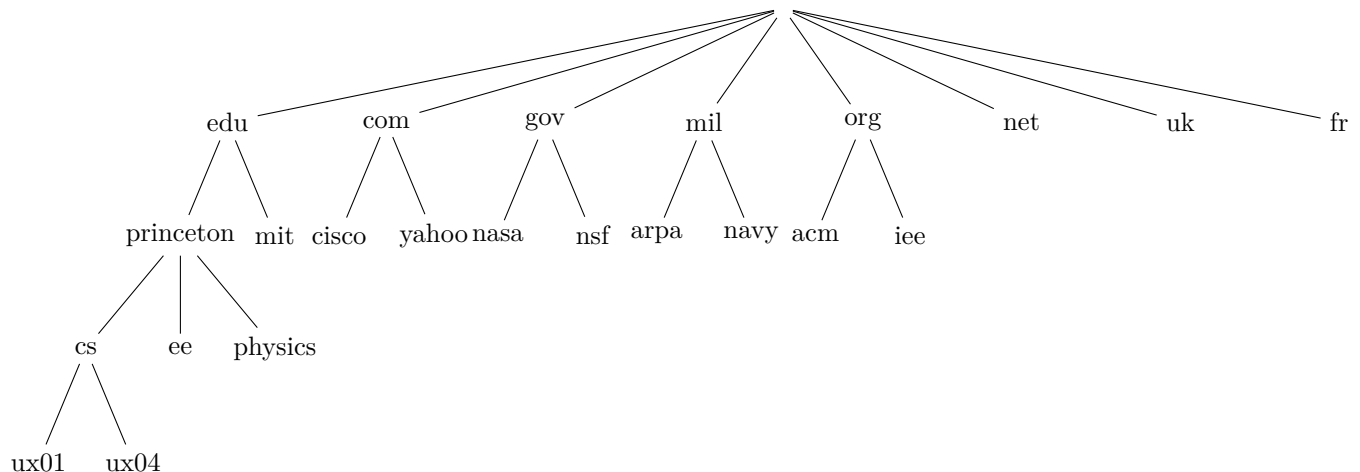 edu com gov mil org net uk fr
princeton mit cisco yahoo nasa nsf arpa navy acm iee
cs ee physics
ux01 ux04